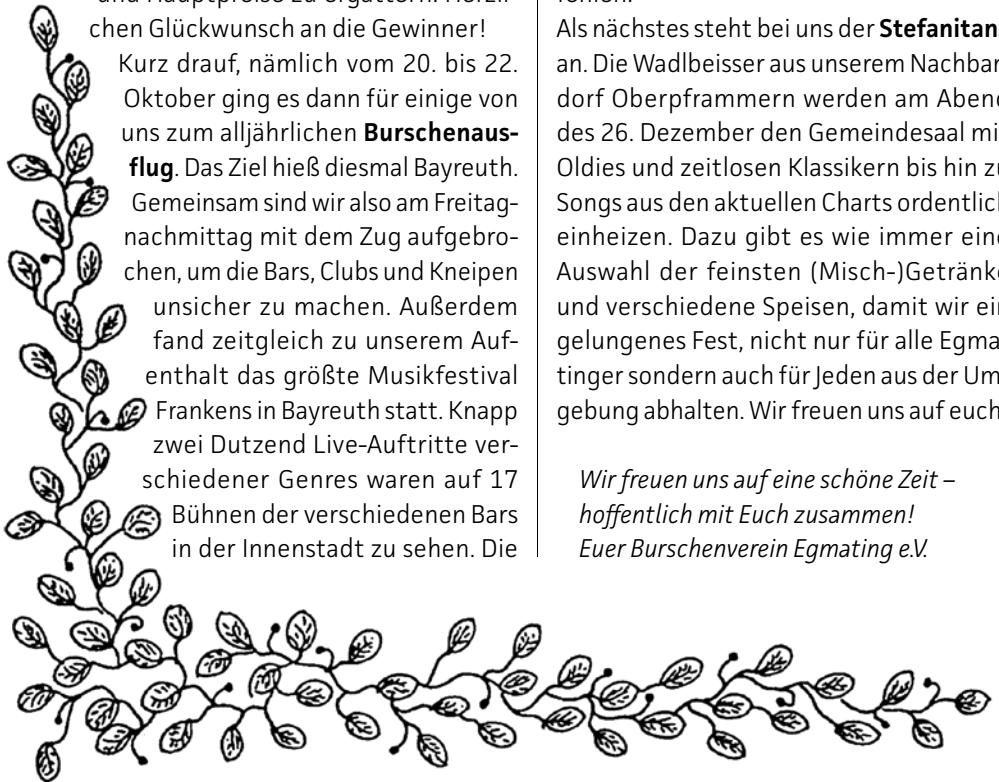 chen Glückwunsch an die Gewinner!
Kurz drauf, nämlich vom 20. bis 22.
Oktober ging es dann für einige von
uns zum alljährlichen Burschenaus-
flug. Das Ziel hieß diesmal Bayreuth.
Gemeinsam sind wir also am Freitag-
nachmittag mit dem Zug aufgebro-
chen, um die Bars, Clubs und Kneipen
unsicher zu machen. Außerdem
fand zeitgleich zu unserem Auf-
enthalt das größte Musikfestival
Frankens in Bayreuth statt. Knapp
zwei Dutzend Live-Auftritte ver-
schiedener Genres waren auf 17
Bühnen der verschiedenen Bars
in der Innenstadt zu sehen. Die
Als nächstes steht bei uns der Stefanitan
an. Die Wadlbeisser aus unserem Nachbar
dorf Oberpframmern werden am Abend
des 26. Dezember den Gemeindesaal mi
Oldies und zeitlosen Klassikern bis hin zu
Songs aus den aktuellen Charts ordentlich
einheizen. Dazu gibt es wie immer eine
Auswahl der feinsten (Misch-)Getränke
und verschiedene Speisen, damit wir ein
gelungenes Fest, nicht nur für alle Egma
tinger sondern auch für Jeden aus der Um
gebung abhalten. Wir freuen uns auf euch
Wir freuen uns auf eine schöne Zeit –
hoffentlich mit Euch zusammen!
Euer Burschenverein Egmating e.V.